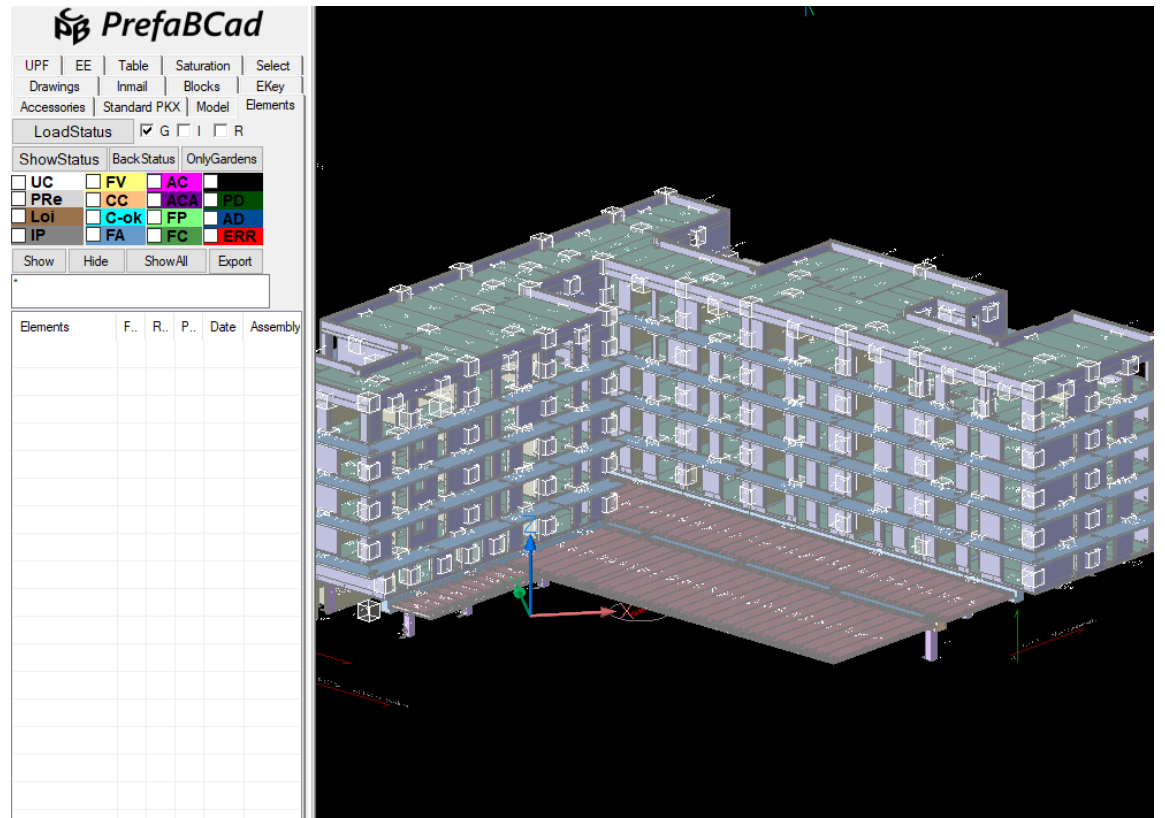 PrefaBCad
UPF EE Table Saturation Select
Drawings Inmail Blocks EKey
Accessories Standard PKX Model Elements
LoadStatus G I R
ShowStatus BackStatus OnlyGardens
UC FV AC
PRe CC ACA PD
Loi C-ok FP AD
IP FA FC ERR
Show Hide ShowAll Export
*
Elements F.. R.. P.. Date Assembly